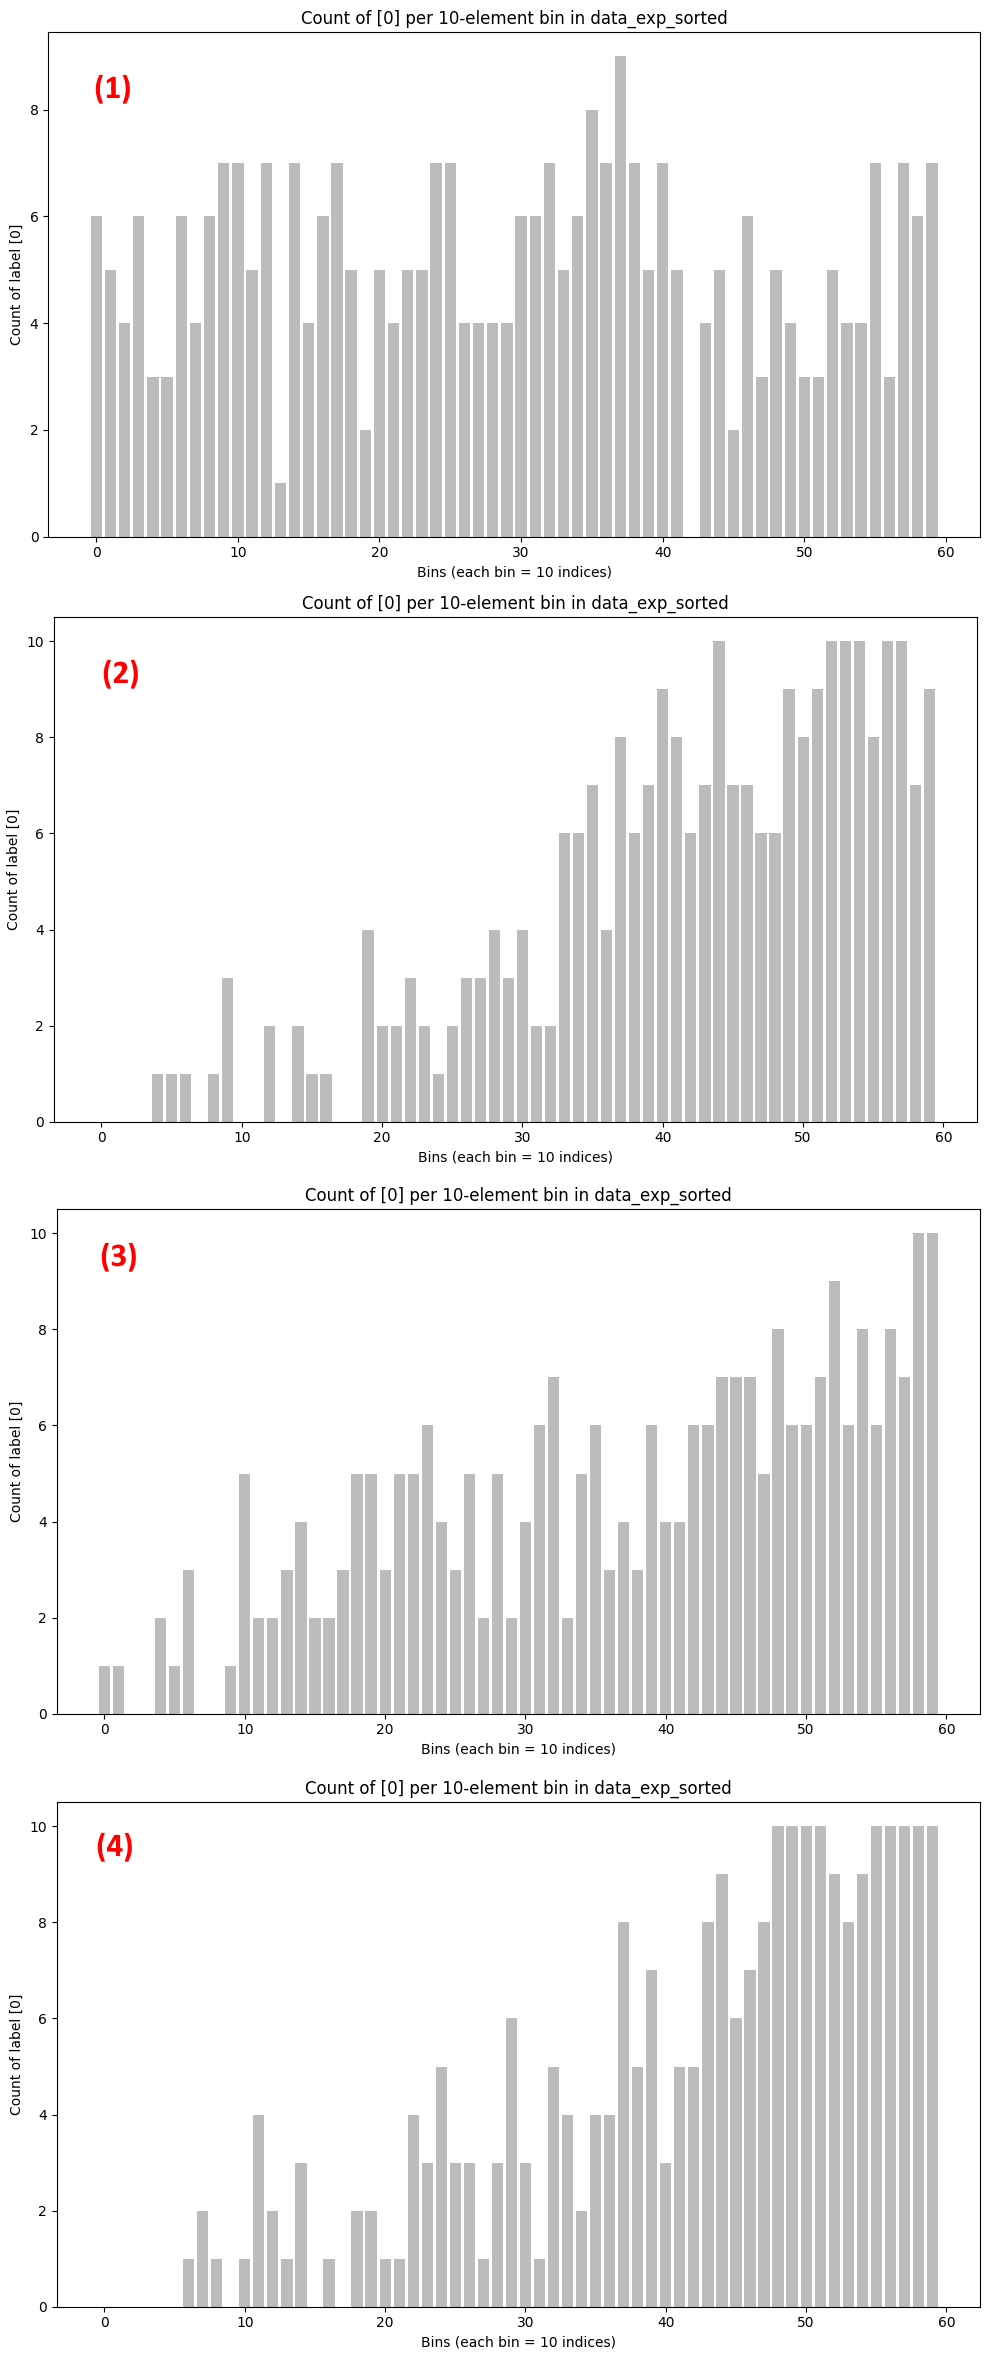 Count of [0] per 10-element bin in data_exp_sorted
(1)
8
6
4
2
0
Count of label [0]
0 10 20 30 40 50 60
Bins (each bin = 10 indices)
Count of [0] per 10-element bin in data_exp_sorted
(2)
10
8
6
4
2
0
Count of label [0]
0 10 20 30 40 50 60
Bins (each bin = 10 indices)
Count of [0] per 10-element bin in data_exp_sorted
(3)
10
8
6
4
2
0
Count of label [0]
0 10 20 30 40 50 60
Bins (each bin = 10 indices)
Count of [0] per 10-element bin in data_exp_sorted
(4)
10
8
6
4
2
0
Count of label [0]
0 10 20 30 40 50 60
Bins (each bin = 10 indices)